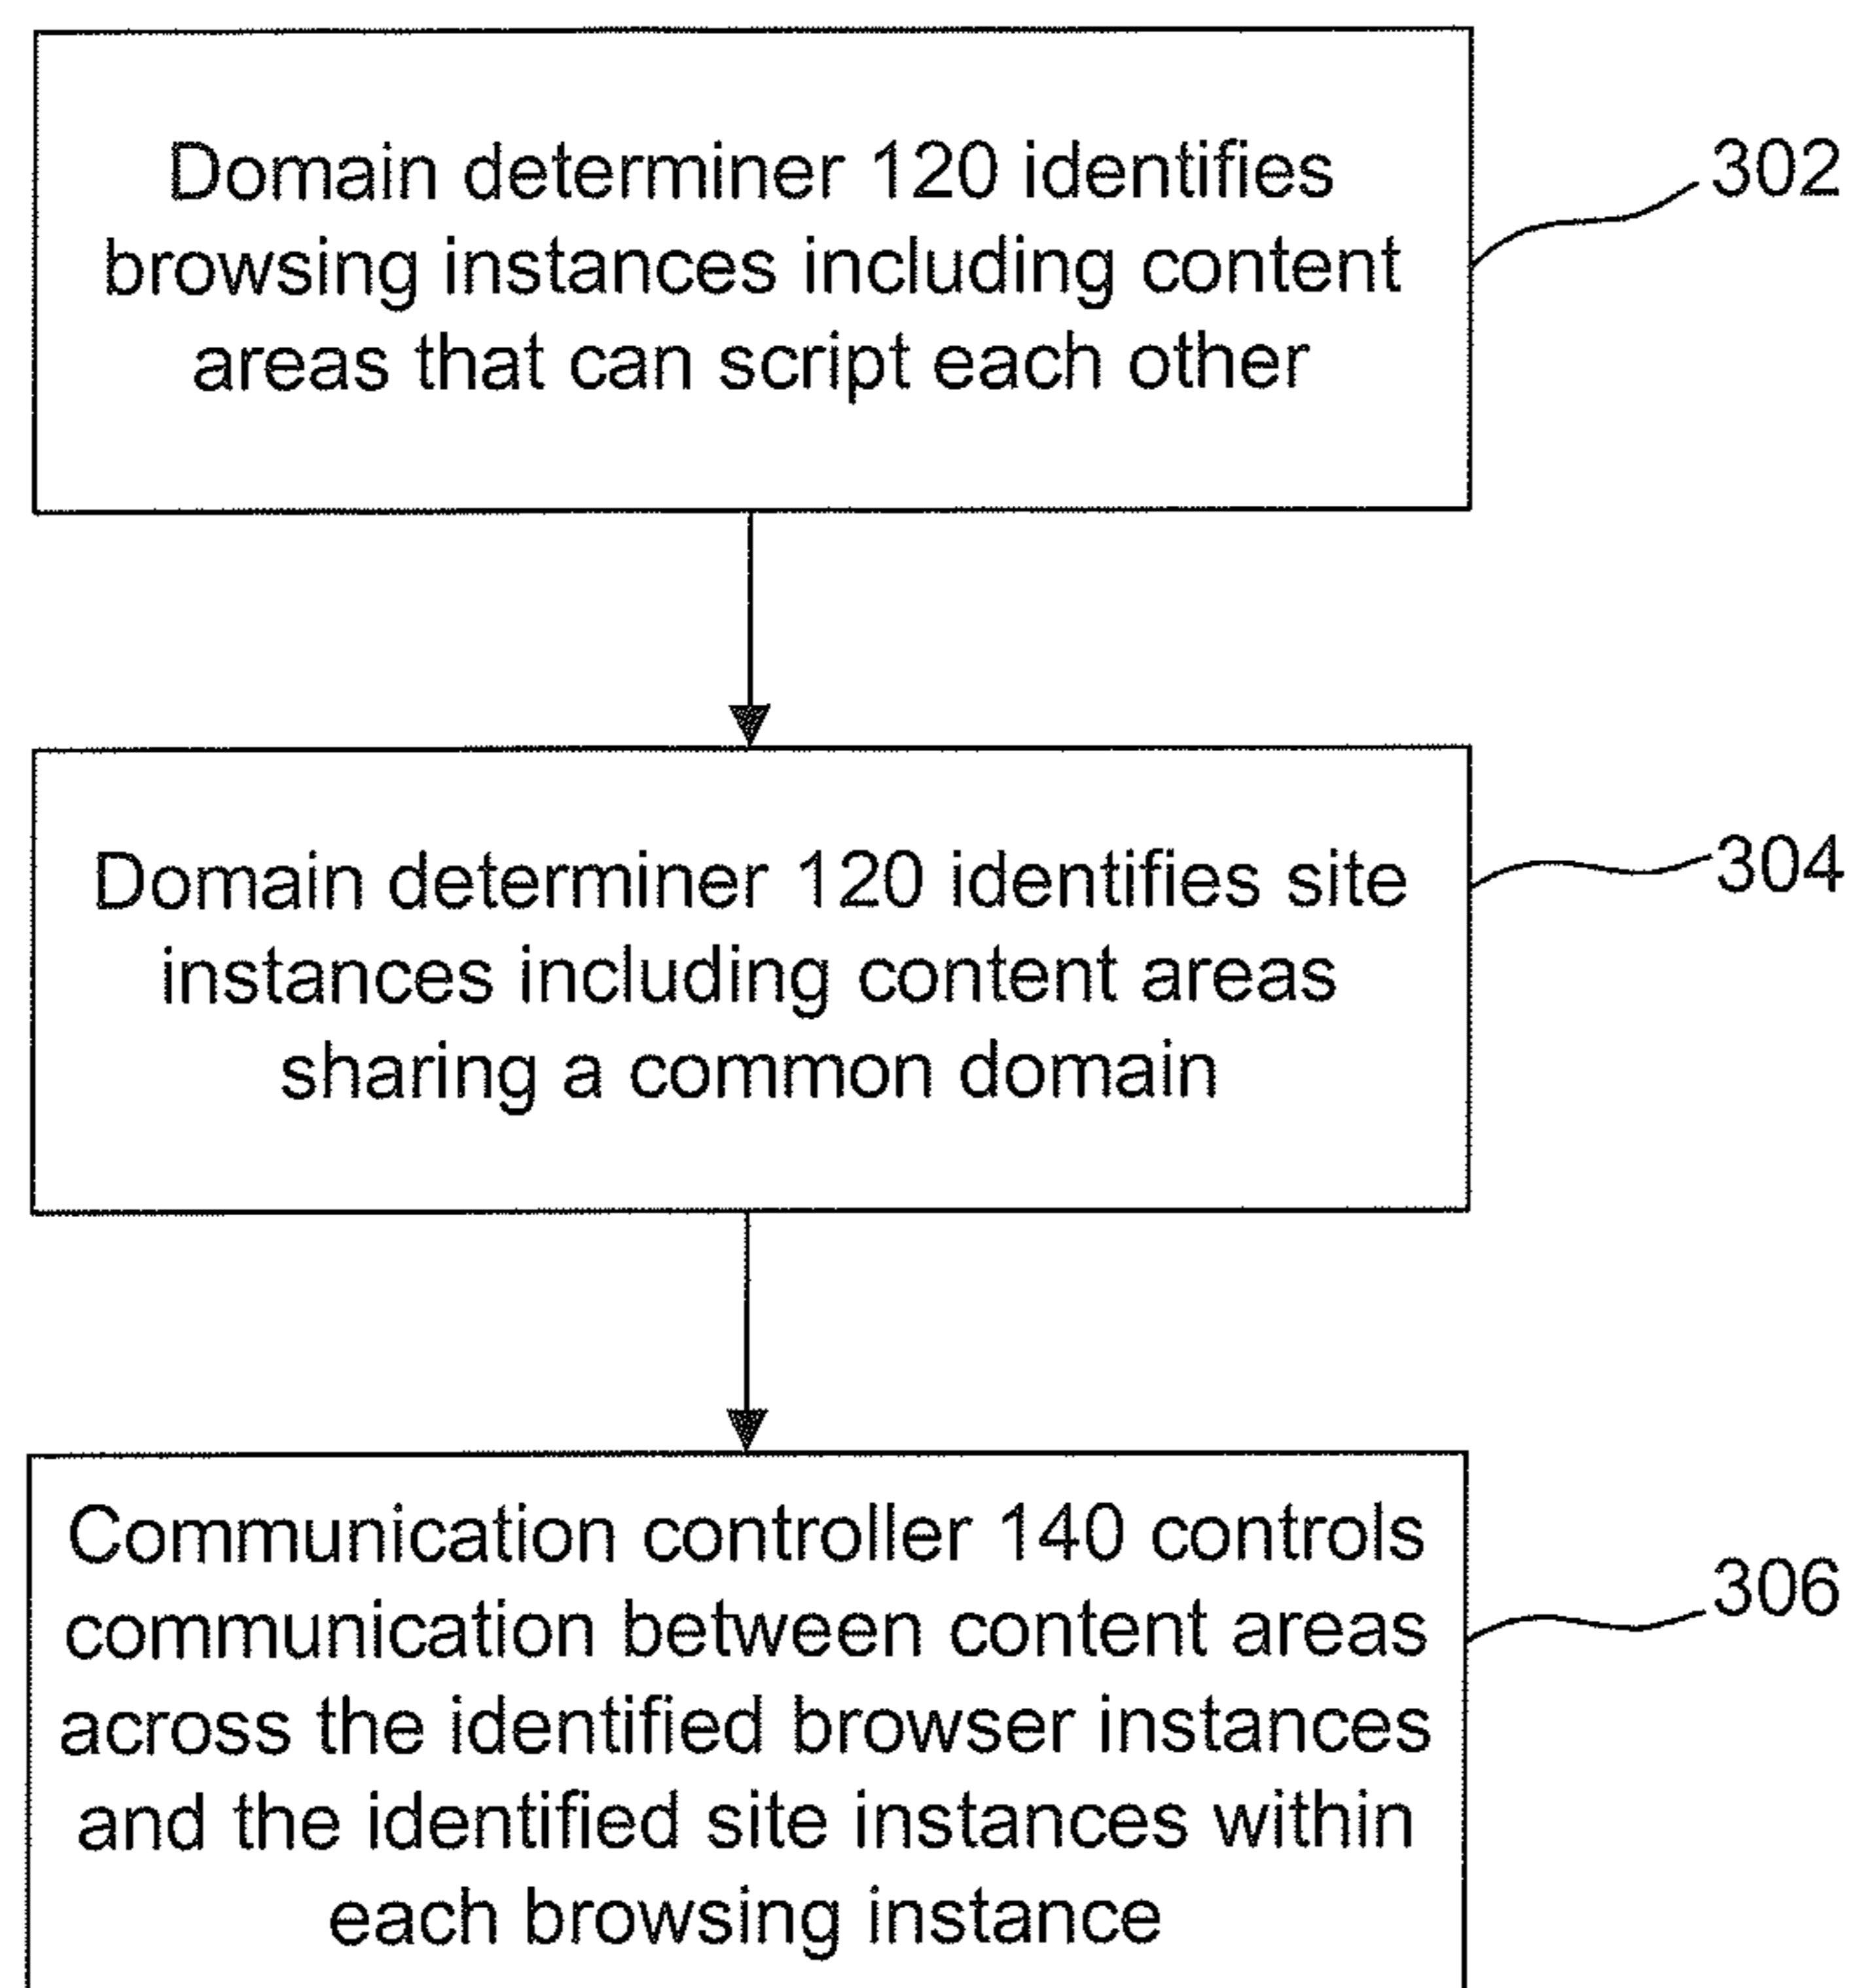 Domain determiner 120 identifies
browsing instances including content
areas that can script each other
302
Domain determiner 120 identifies site
instances including content areas
sharing a common domain
304
Communication controller 140 controls
communication between content areas
across the identified browser instances
and the identified site instances within
each browsing instance
306